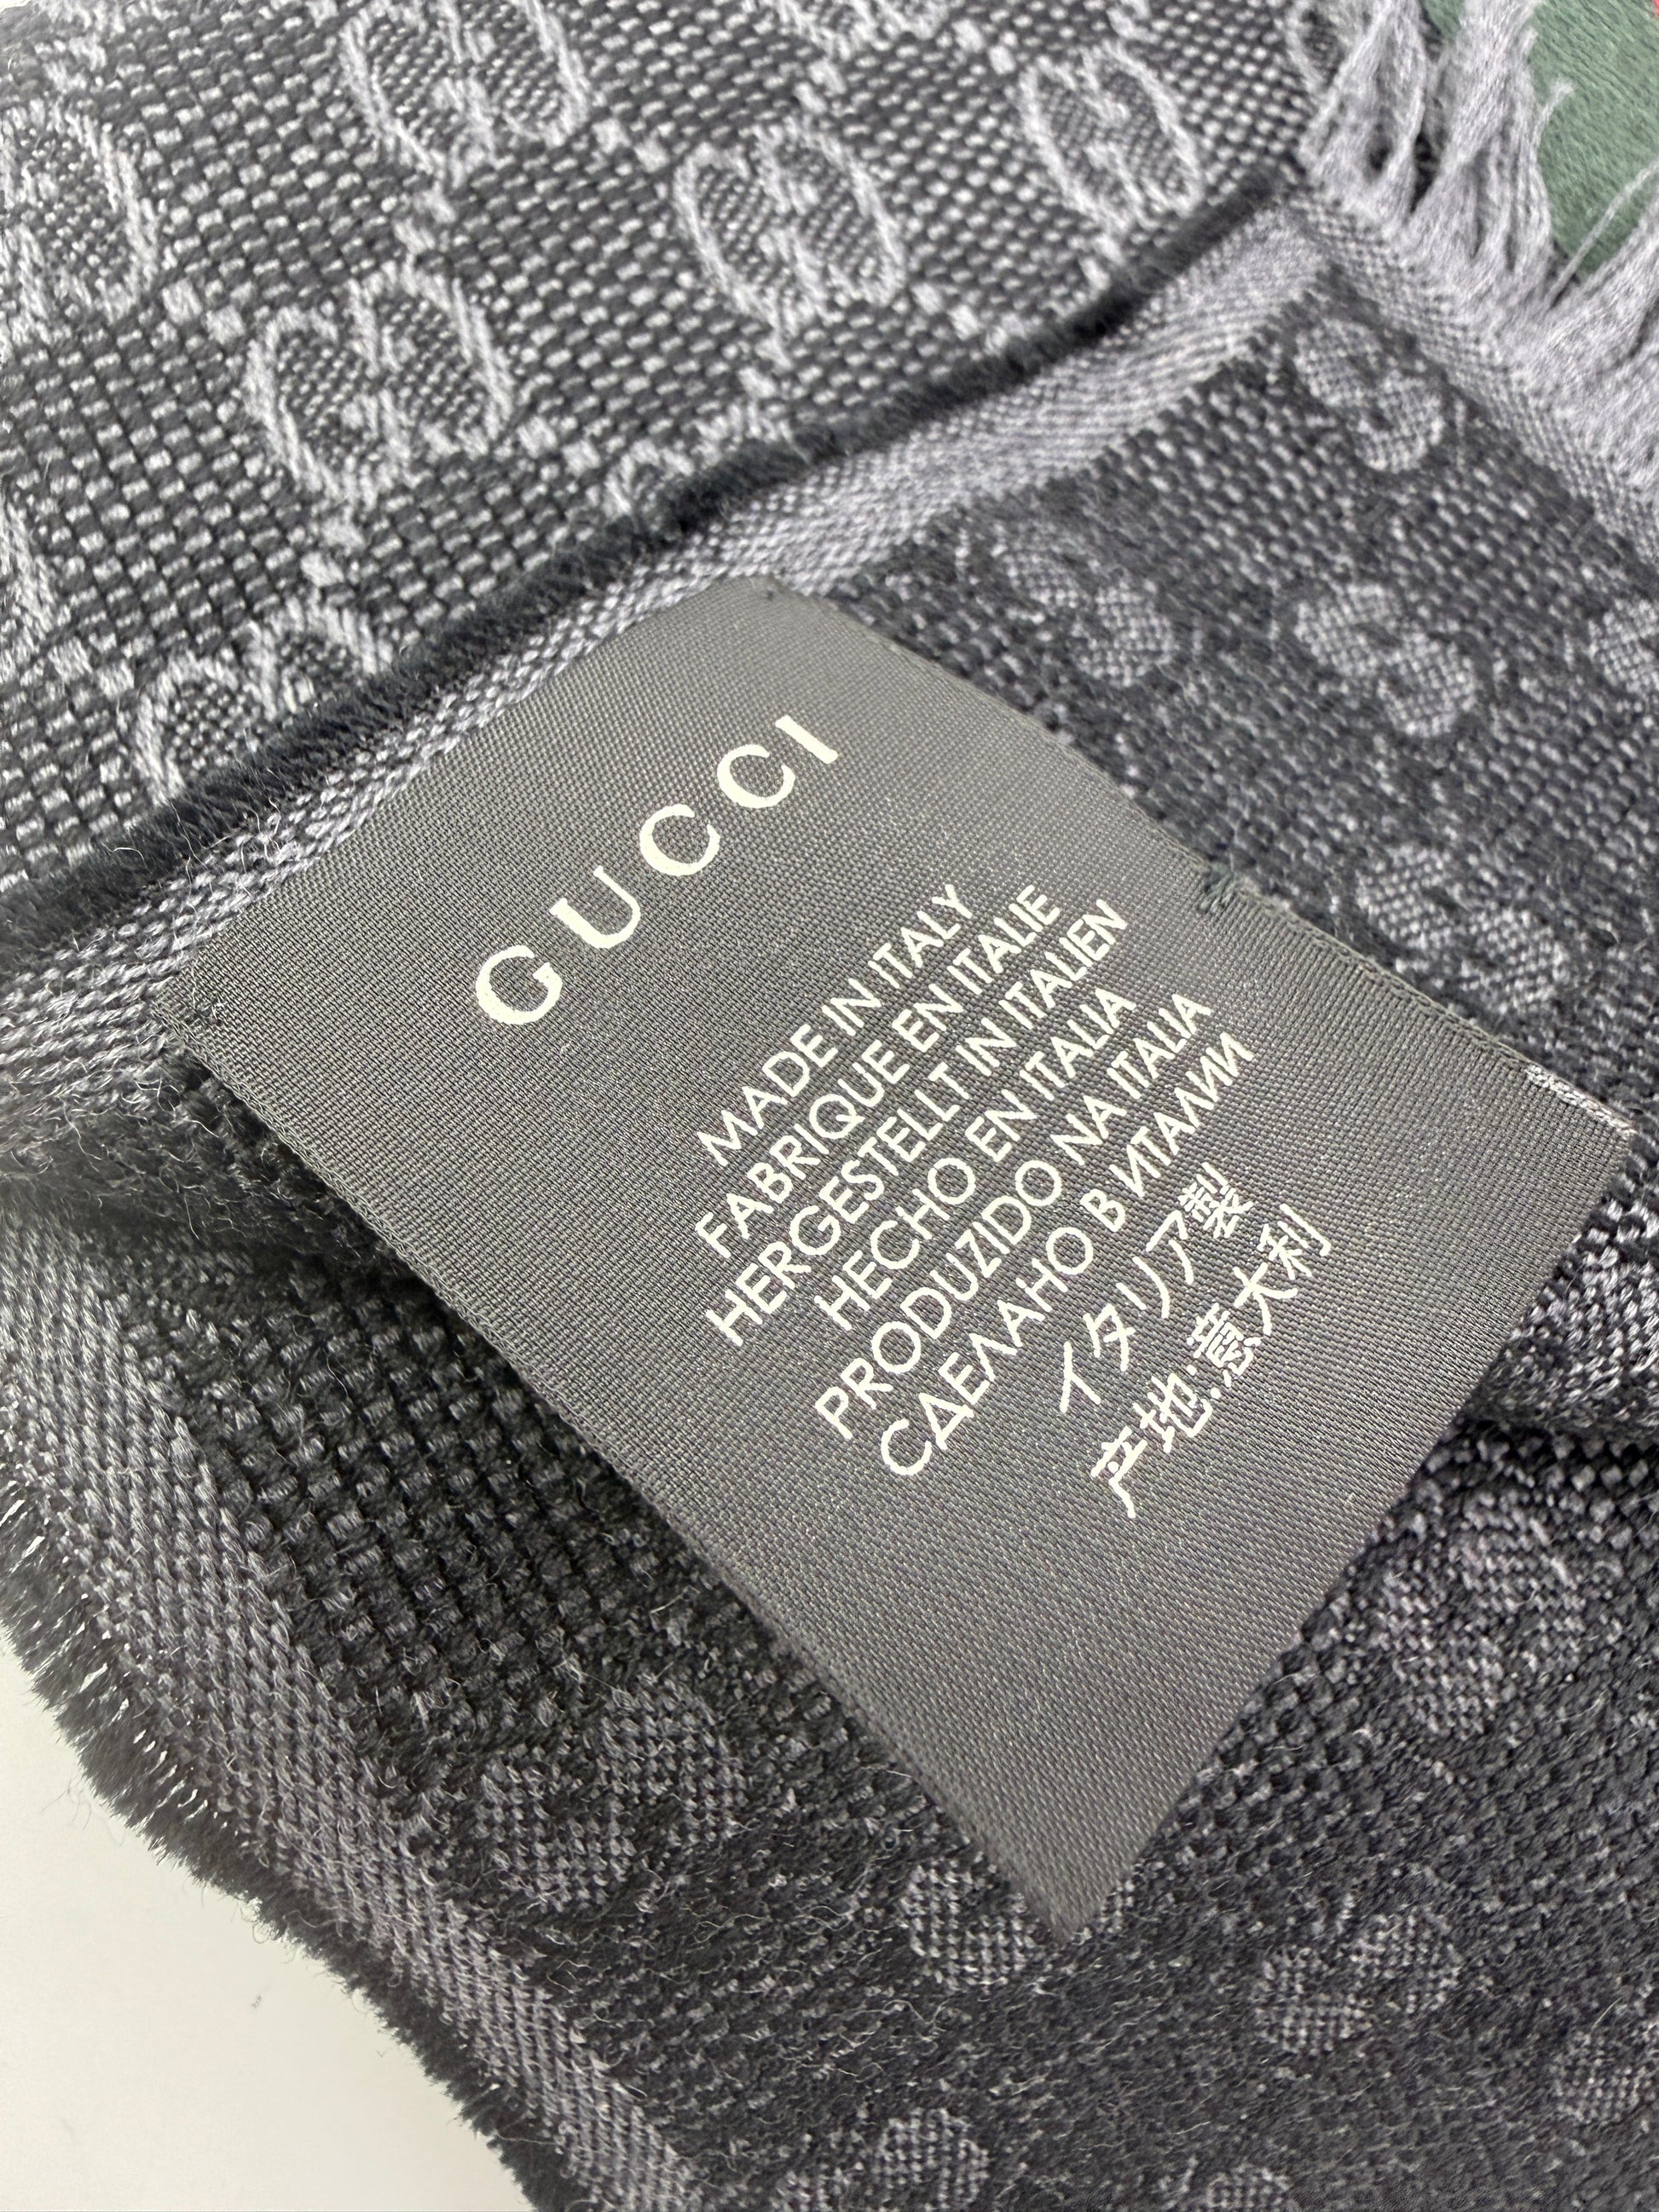 GUCCI
MADE IN ITALY
FABRIQUE EN ITALIE
HERGESTELLT IN ITALIEN
HECHO EN ITALIA
PRODUZIDO NA ITALIA
СДЕЛАНО В ИТАЛИИ
イタリア製
产地:意大利